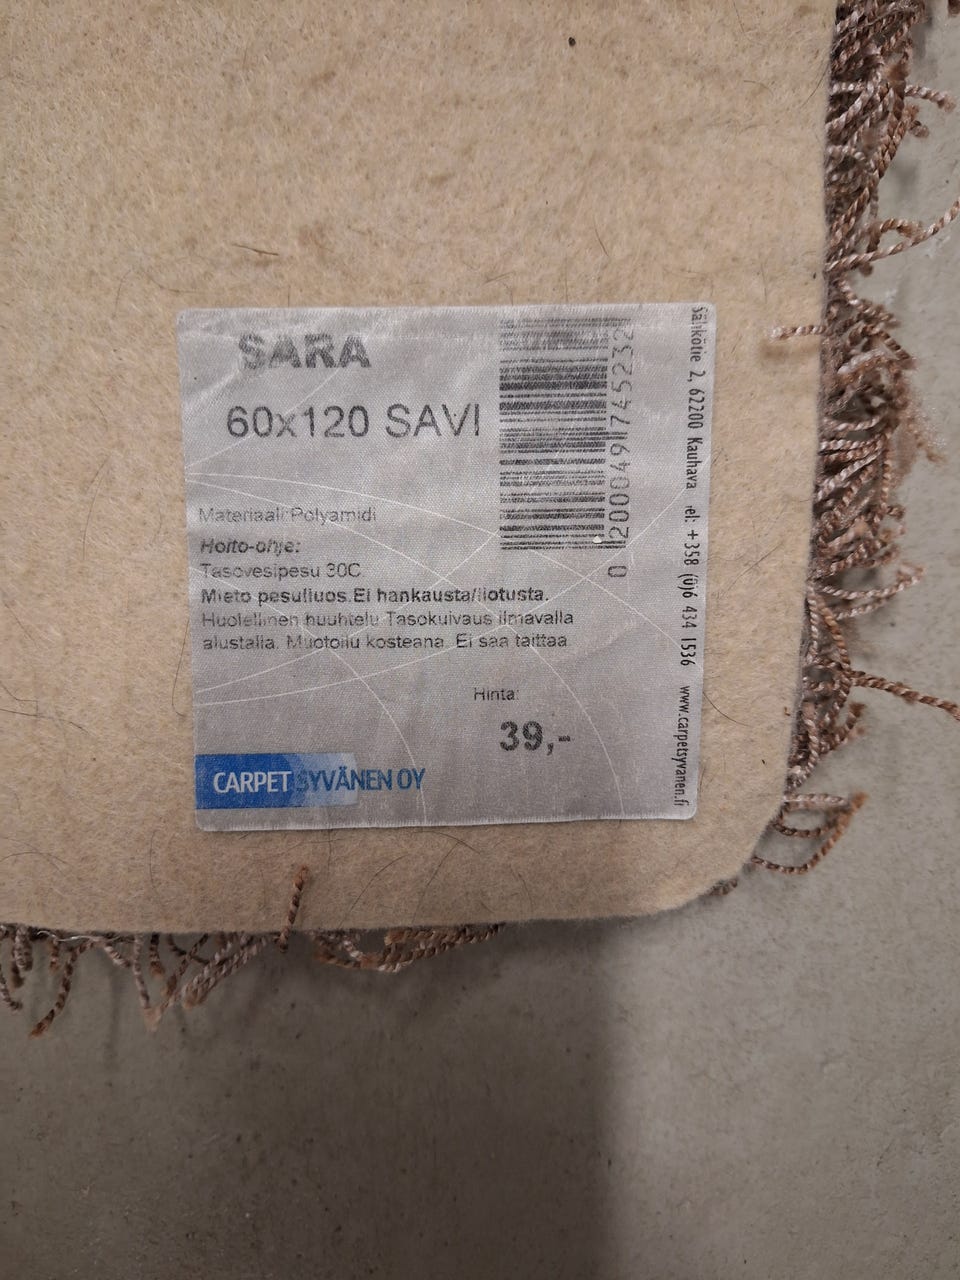 SARA
60x120 SAVI
Materiaali:Polyamidi
Hoito-ohje:
Tasovesipesu 30C
Mieto pesuliuos.Ei hankausta/liotusta.
Huolellinen huuhtelu Tasokuivaus ilmavalla
alustalla. Muotoilu kosteana. Ei saa taittaa
Hinta:
39,-
CARPET SYVÄNEN OY
0 200049 745232
Sähkötie 2, 62200 Kauhava Tel: +358 (0)6 434 1536 www.carpetsyvanen.fi